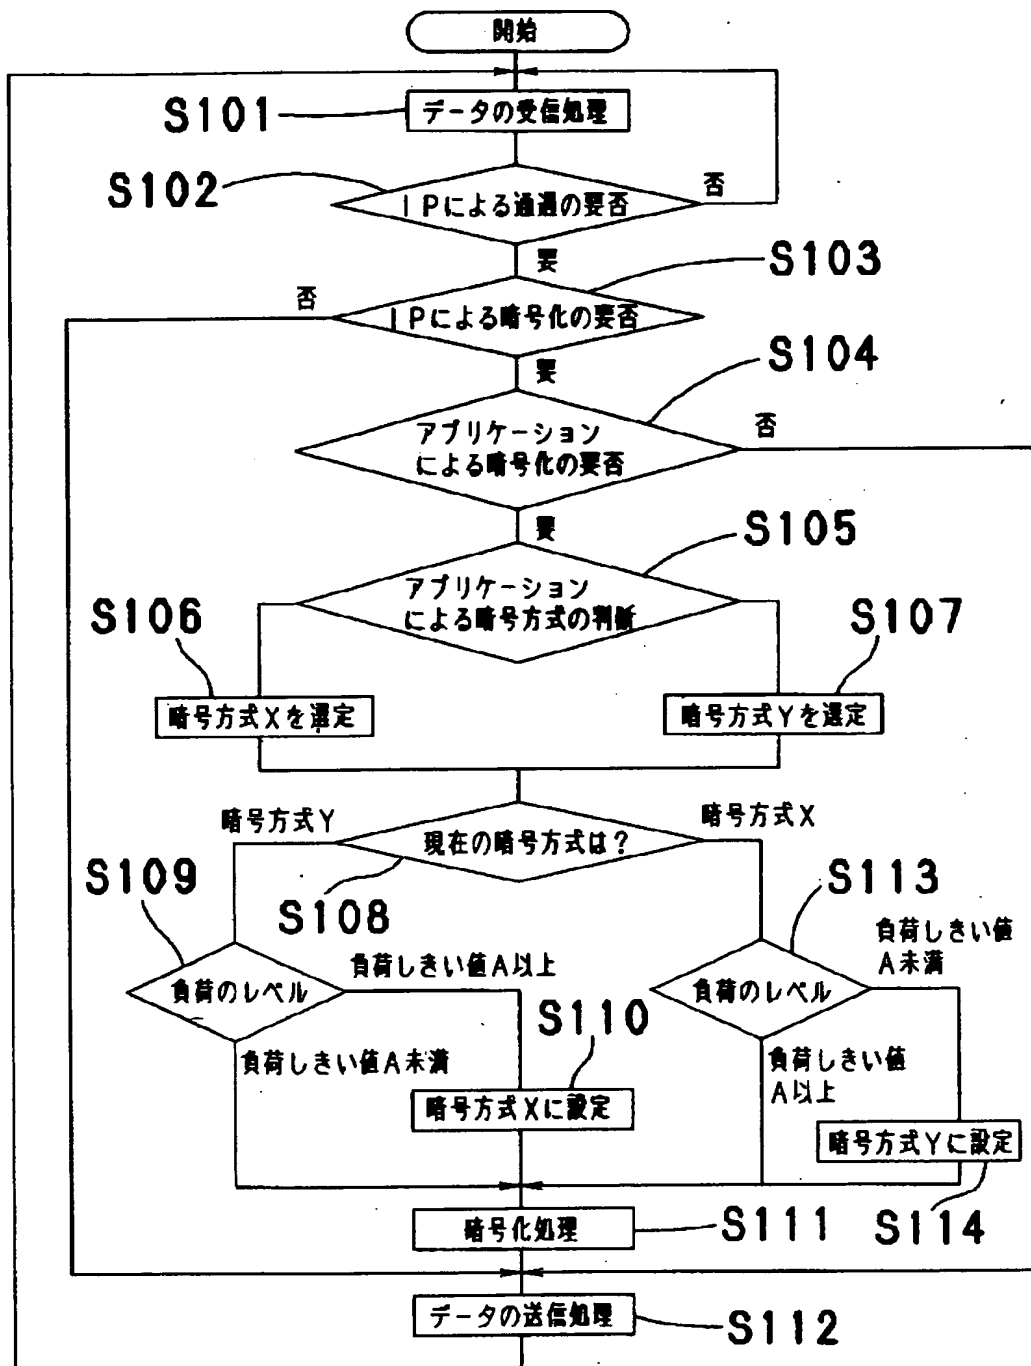 開始
S101
データの受信処理
S102
IPによる通過の要否
否
要
S103
否
IPによる暗号化の要否
要
S104
アプリケーション
による暗号化の要否
否
要
S105
アプリケーション
による暗号方式の判断
S106
S107
暗号方式Xを選定
暗号方式Yを選定
暗号方式Y
現在の暗号方式は?
暗号方式X
S109
S108
S113
負荷のレベル
負荷しきい値A以上
負荷しきい値
A未満
負荷のレベル
S110
負荷しきい値A未満
負荷しきい値
A以上
暗号方式Xに設定
暗号方式Yに設定
暗号化処理
S111
S114
データの送信処理
S112